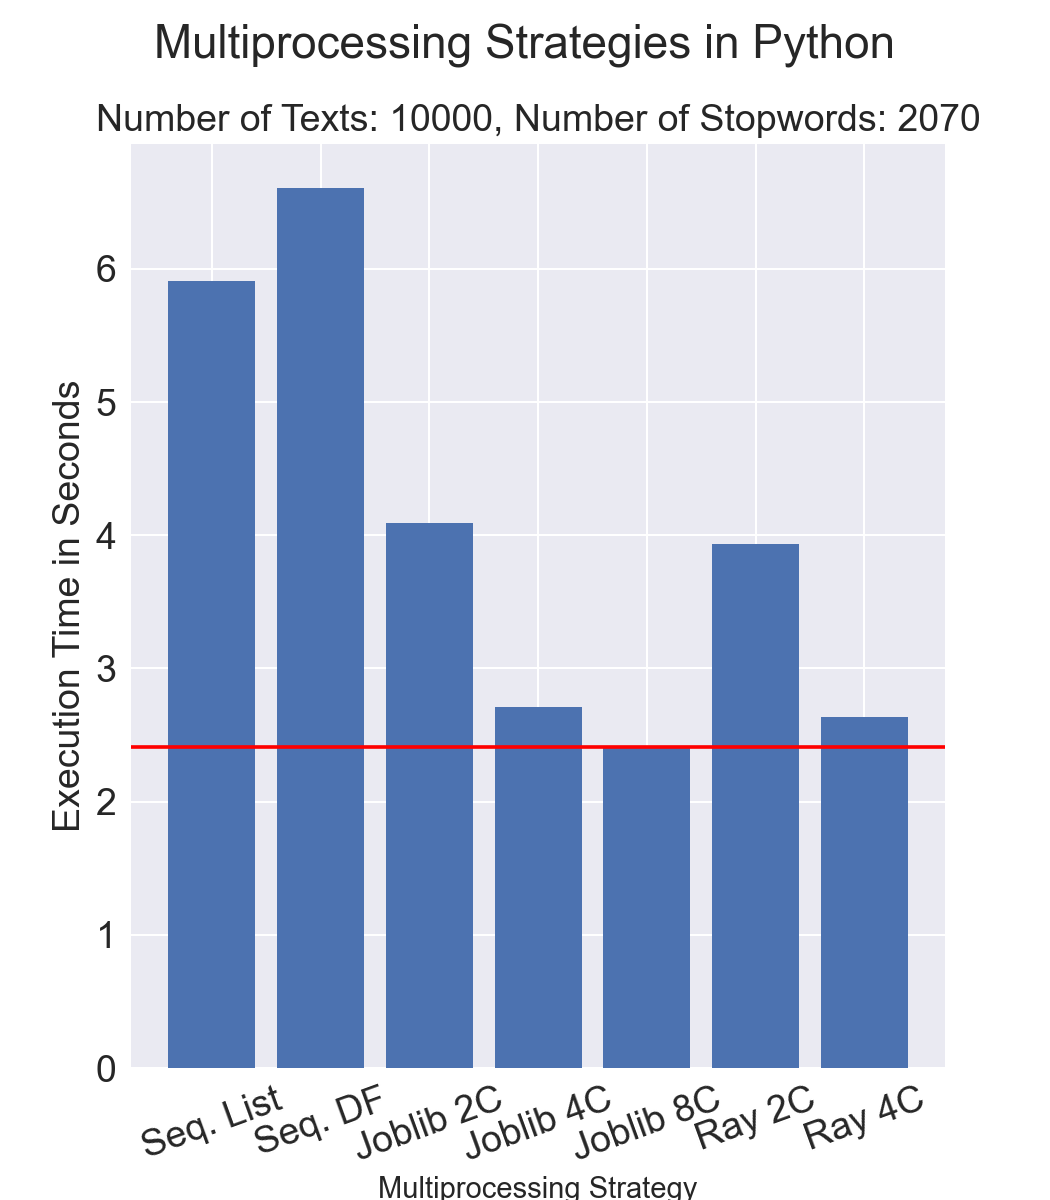 Multiprocessing Strategies in Python
Number of Texts: 10000, Number of Stopwords: 2070
6
5
4
3
2
1
0
Execution Time in Seconds
Seq. List
Seq. DF
Joblib 2C
Joblib 4C
Joblib 8C
Ray 2C
Ray 4C
Multiprocessing Strategy